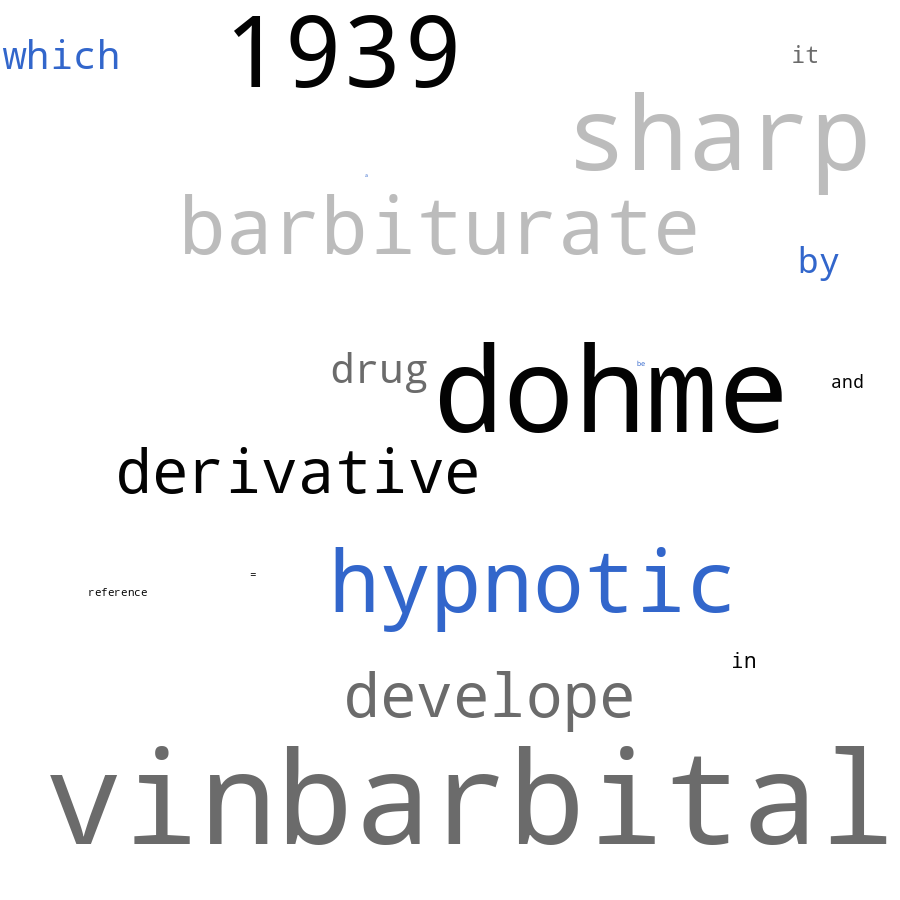 which 1939 it
sharp
barbiturate
by
drug dohme be and
derivative
hypnotic
= reference
in
develope
vinbarbital